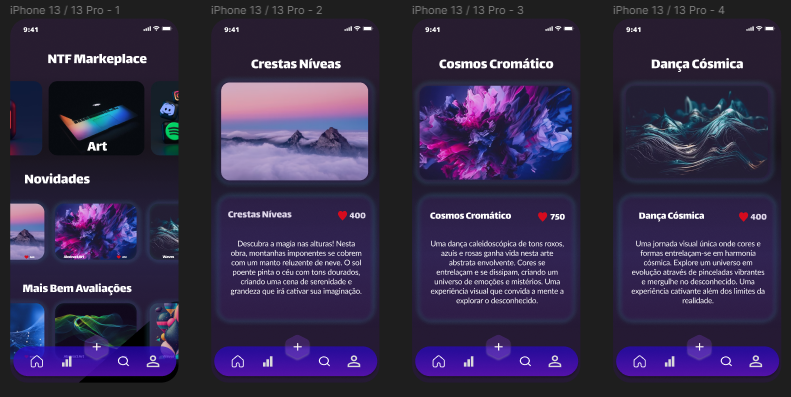 iPhone 13 / 13 Pro - 1
9:41
NTF Markeplace
Art
Novidades
Mais Bem Avaliações
iPhone 13 / 13 Pro - 2
9:41
Crestas Níveas
Crestas Níveas
400
Descubra a magia nas alturas! Nesta
obra, montanhas imponentes se cobrem
com um manto reluzente de neve. O sol
poente pinta o céu com tons dourados,
criando uma cena de serenidade e
grandeza que irá cativar sua imaginação.
iPhone 13 / 13 Pro - 3
9:41
Cosmos Cromático
Cosmos Cromático
750
Uma dança caleidoscópica de tons roxos,
azuis e rosas ganha vida nesta arte
abstrata envolvente. Cores se
entrelaçam e se dissipam, criando um
universo de emoções e mistérios. Uma
experiência visual que convida a mente a
explorar o desconhecido.
iPhone 13 / 13 Pro - 4
9:41
Dança Cósmica
Dança Cósmica
400
Uma jornada visual única onde cores e
formas entrelaçam-se em harmonia
cósmica. Explore um universo em
evolução através de pinceladas vibrantes
e mergulhe no desconhecido. Uma
experiência cativante além dos limites da
realidade.